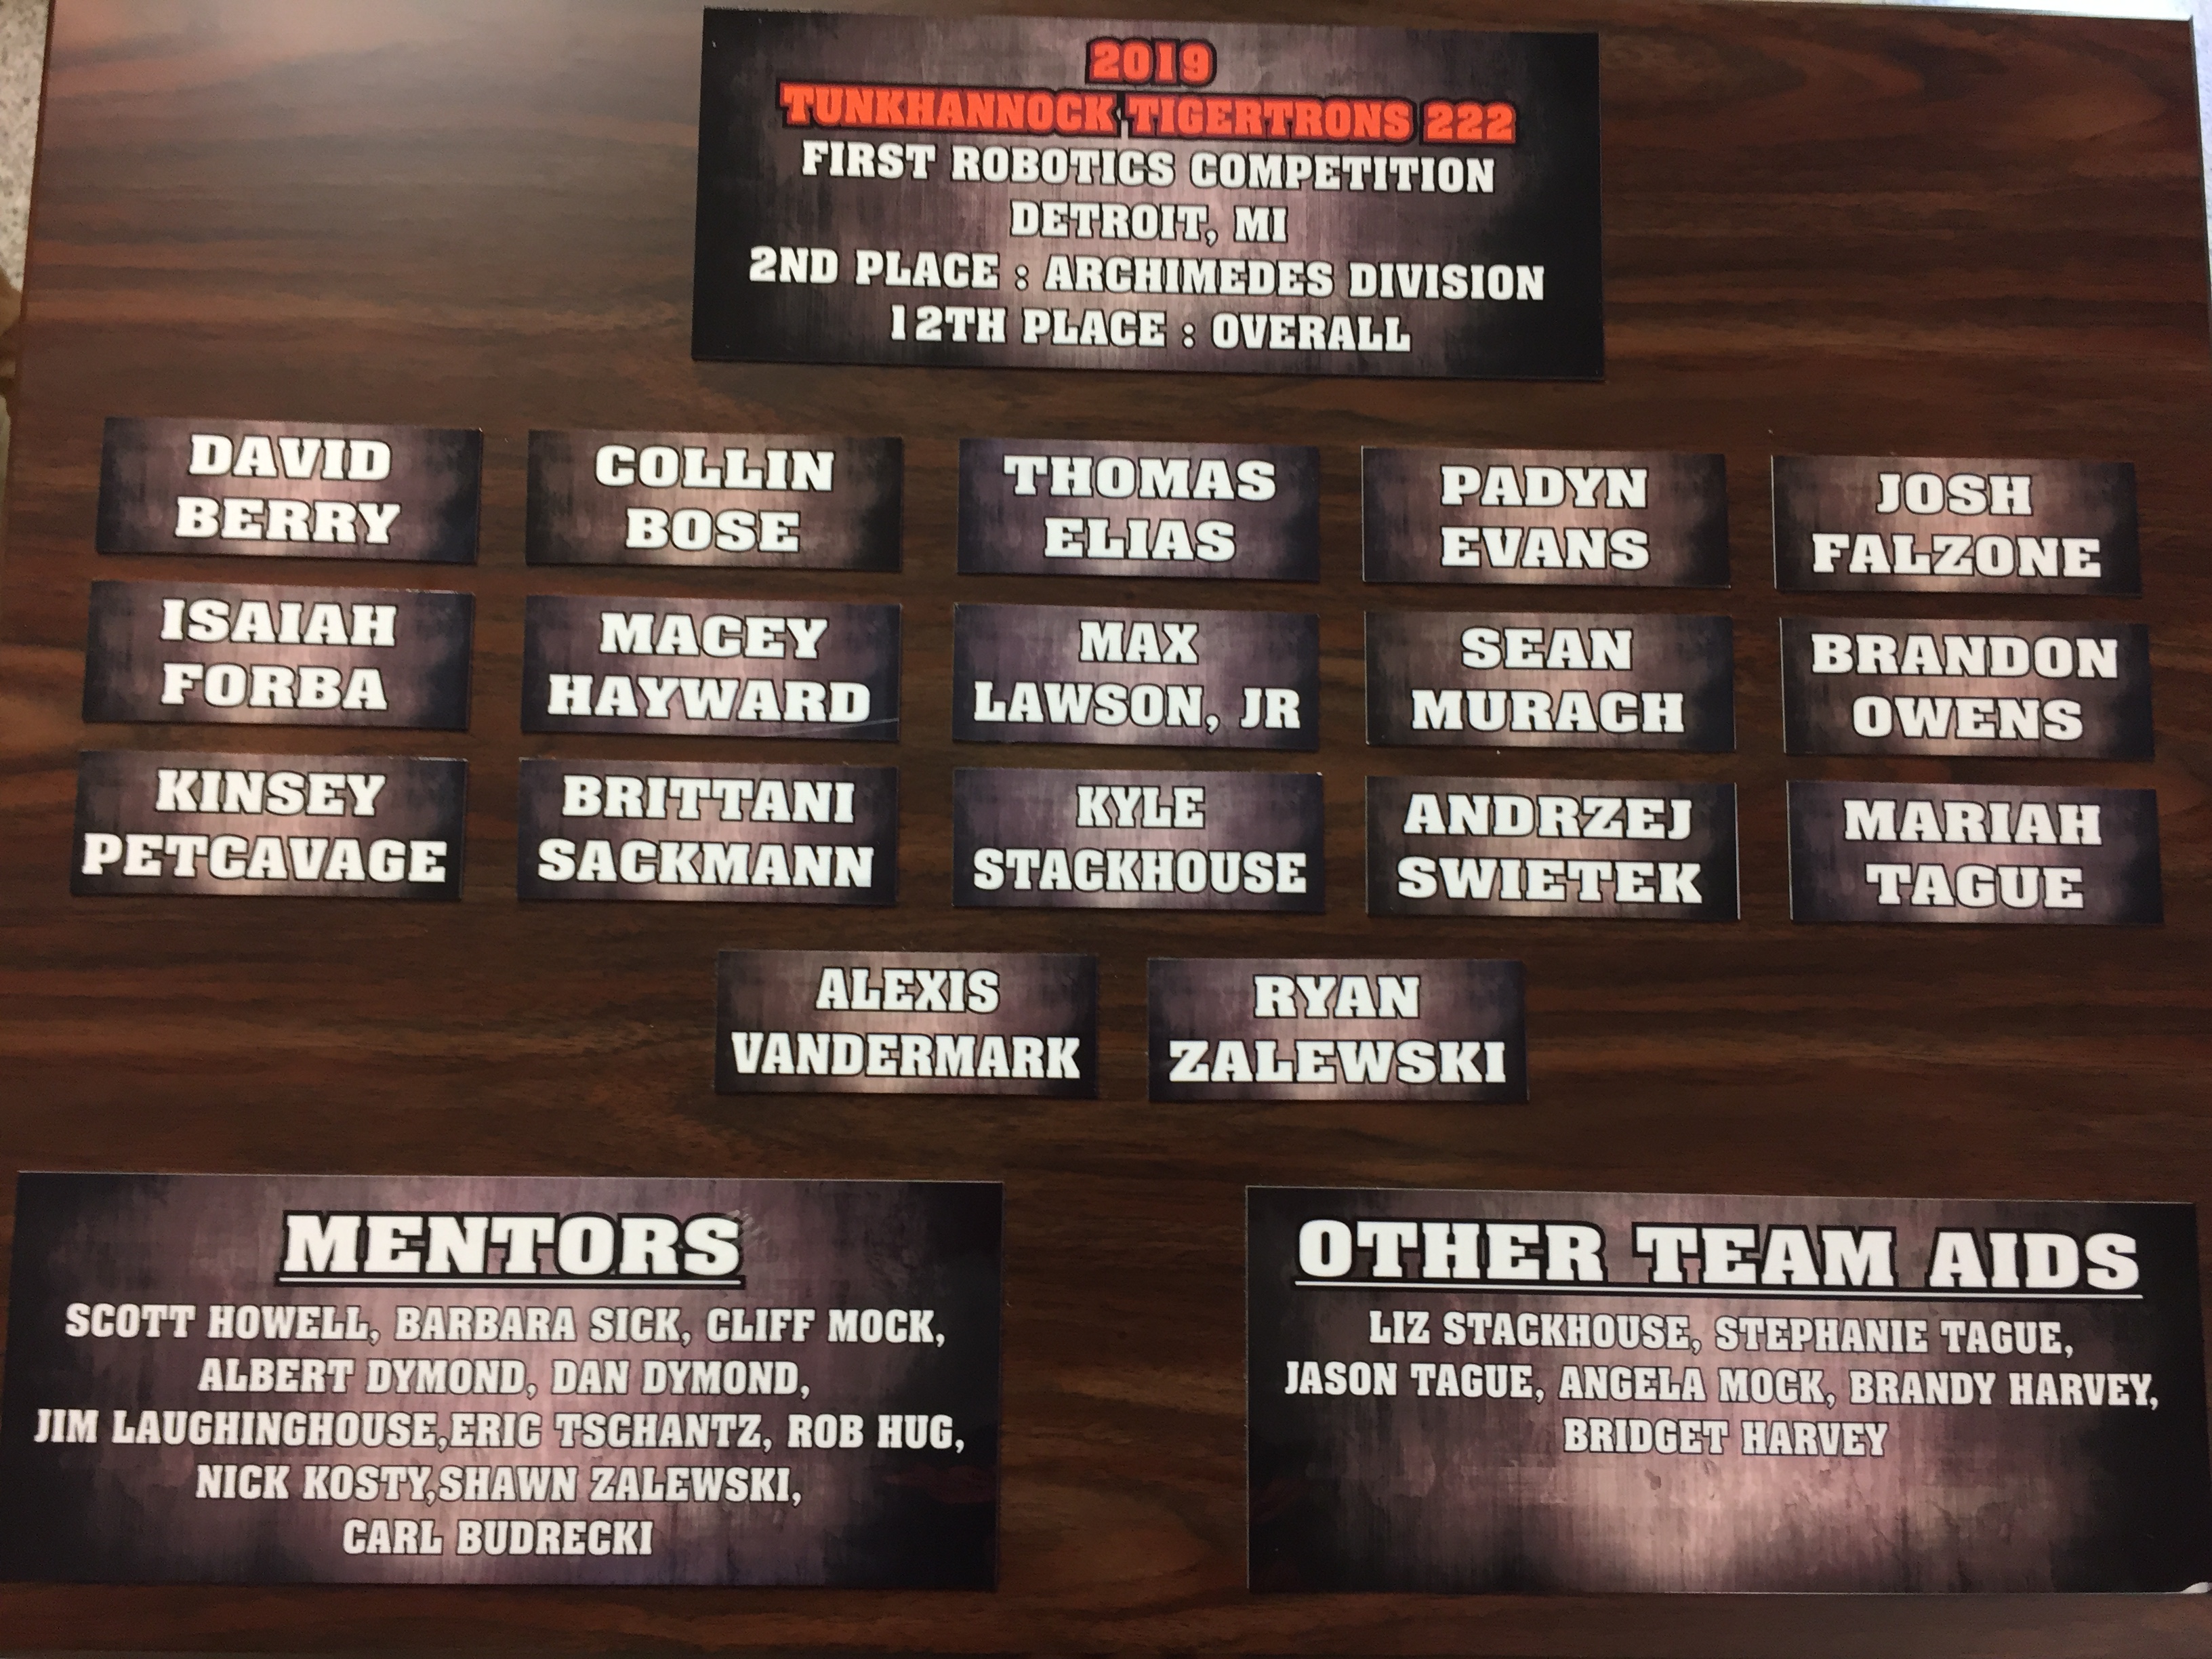 2019
TUNKHANNOCK TIGERTRONS 222
FIRST ROBOTICS COMPETITION
DETROIT, MI
2ND PLACE : ARCHIMEDES DIVISION
12TH PLACE : OVERALL
DAVID
BERRY
COLLIN
BOSE
THOMAS
ELIAS
PADYN
EVANS
JOSH
FALZONE
ISAIAH
FORBA
MACEY
HAYWARD
MAX
LAWSON, JR
SEAN
MURACH
BRANDON
OWENS
KINSEY
PETCAVAGE
BRITTANI
SACKMANN
KYLE
STACKHOUSE
ANDRZEJ
SWIETEK
MARIAH
TAGUE
ALEXIS
VANDERMARK
RYAN
ZALEWSKI
MENTORS
SCOTT HOWELL, BARBARA SICK, CLIFF MOCK,
ALBERT DYMOND, DAN DYMOND,
JIM LAUGHINGHOUSE,ERIC TSCHANTZ, ROB HUG,
NICK KOSTY,SHAWN ZALEWSKI,
CARL BUDRECKI
OTHER TEAM AIDS
LIZ STACKHOUSE, STEPHANIE TAGUE,
JASON TAGUE, ANGELA MOCK, BRANDY HARVEY,
BRIDGET HARVEY